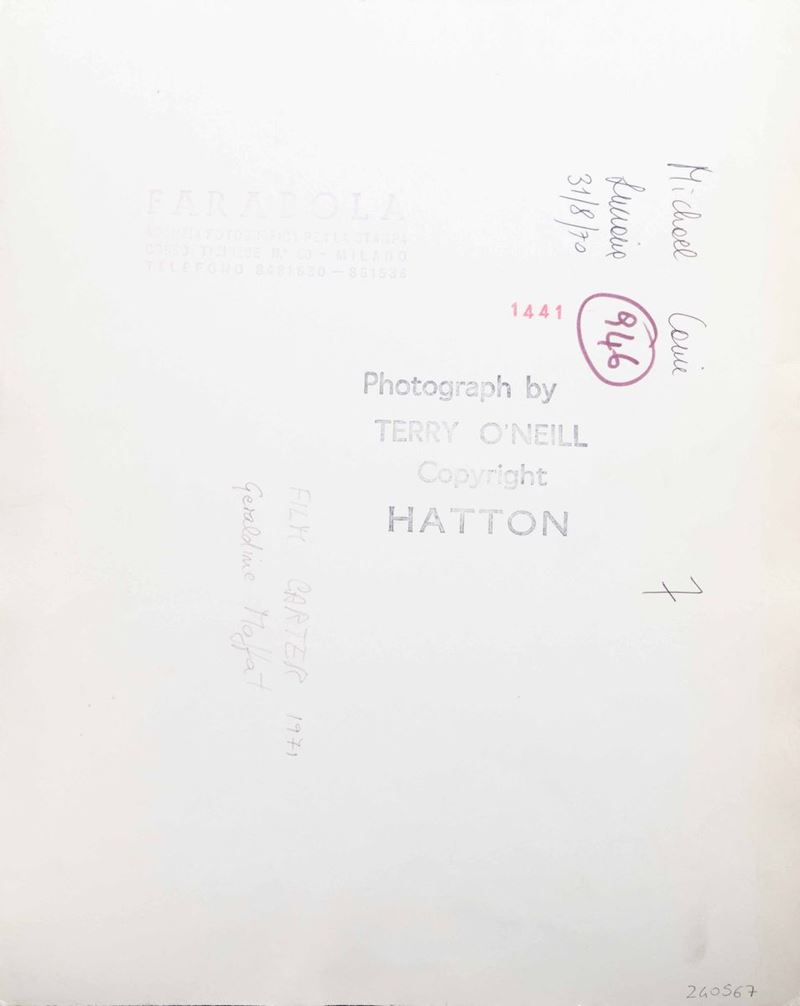 Michael Caine
31/8/70
946
FARABOLA
MILANO
TELEFONO
1441
Photograph by
TERRY O'NEILL
Copyright
HATTON
FILM CARTER 1971
Geraldine Moffat
7
240567